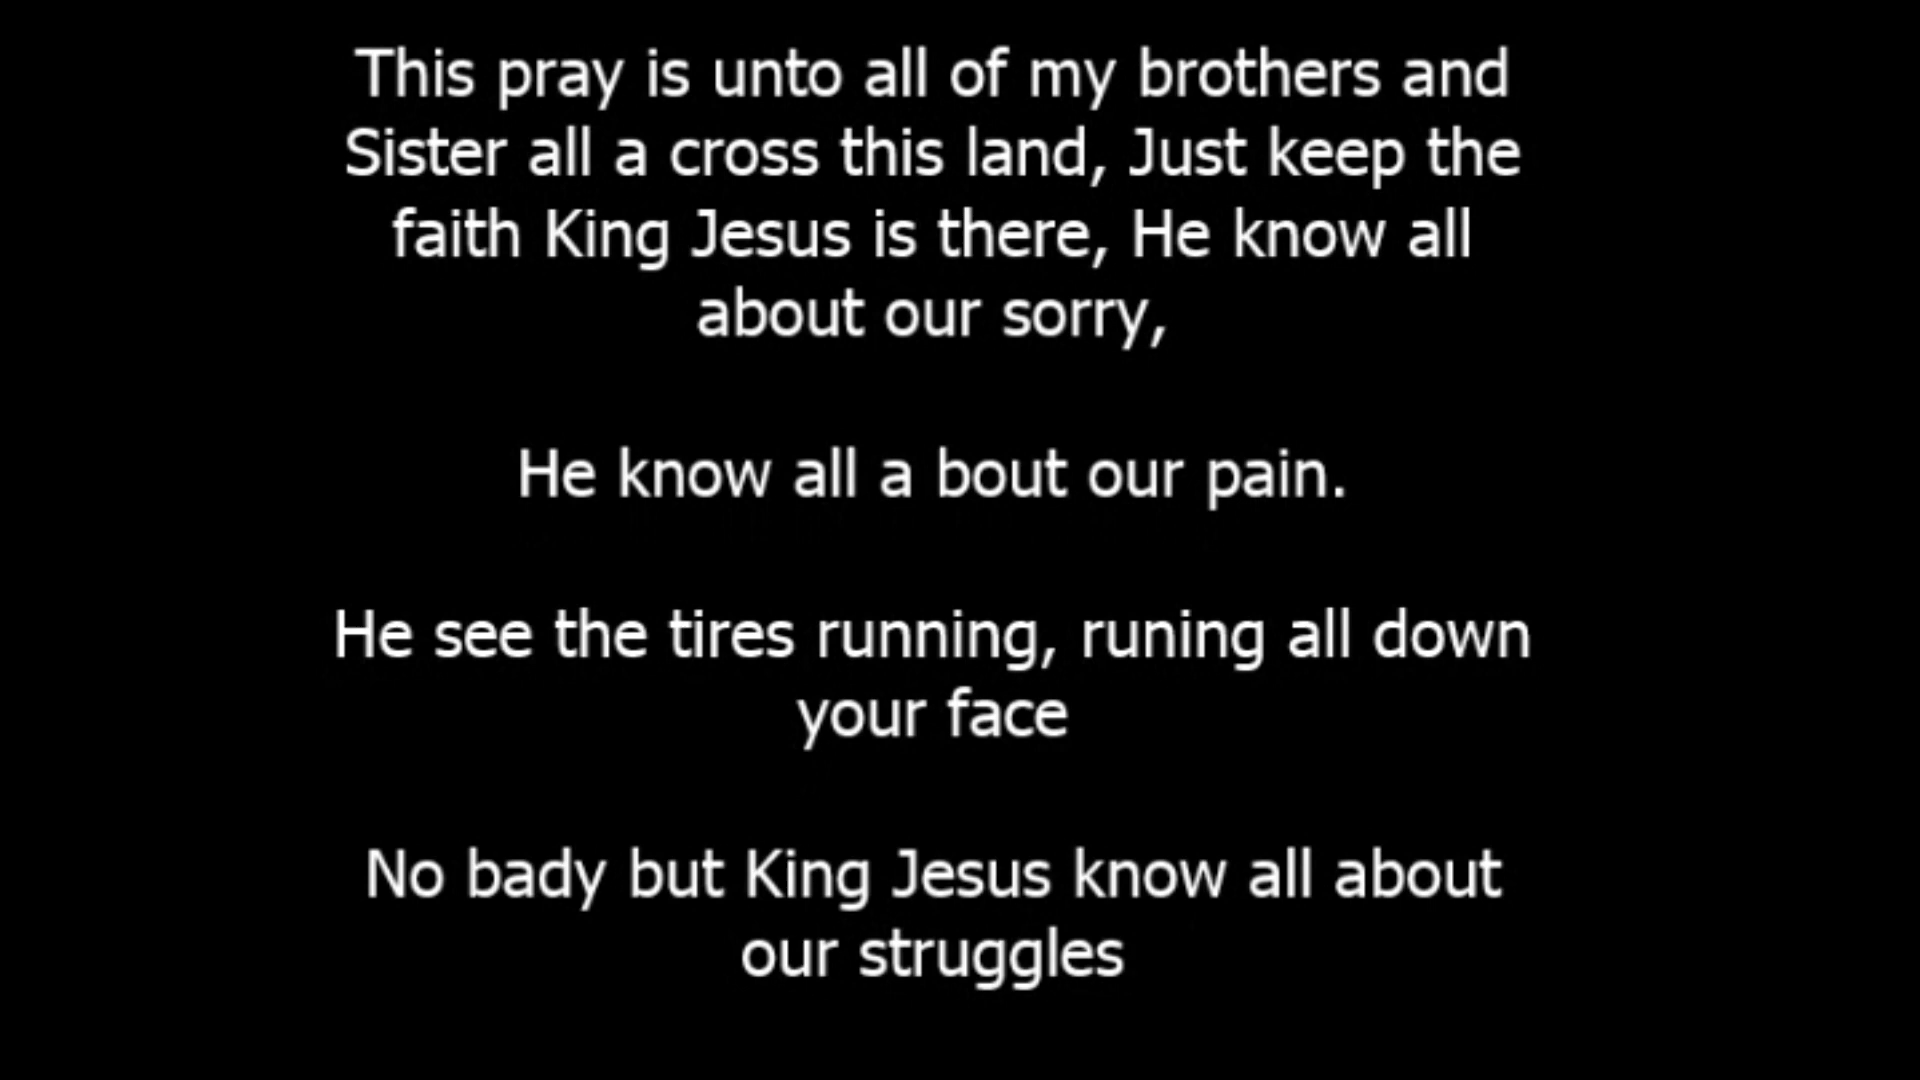 This pray is unto all of my brothers and
Sister all a cross this land, Just keep the
faith King Jesus is there, He know all
about our sorry,
He know all a bout our pain.
He see the tires running, runing all down
your face
No bady but King Jesus know all about
our struggles